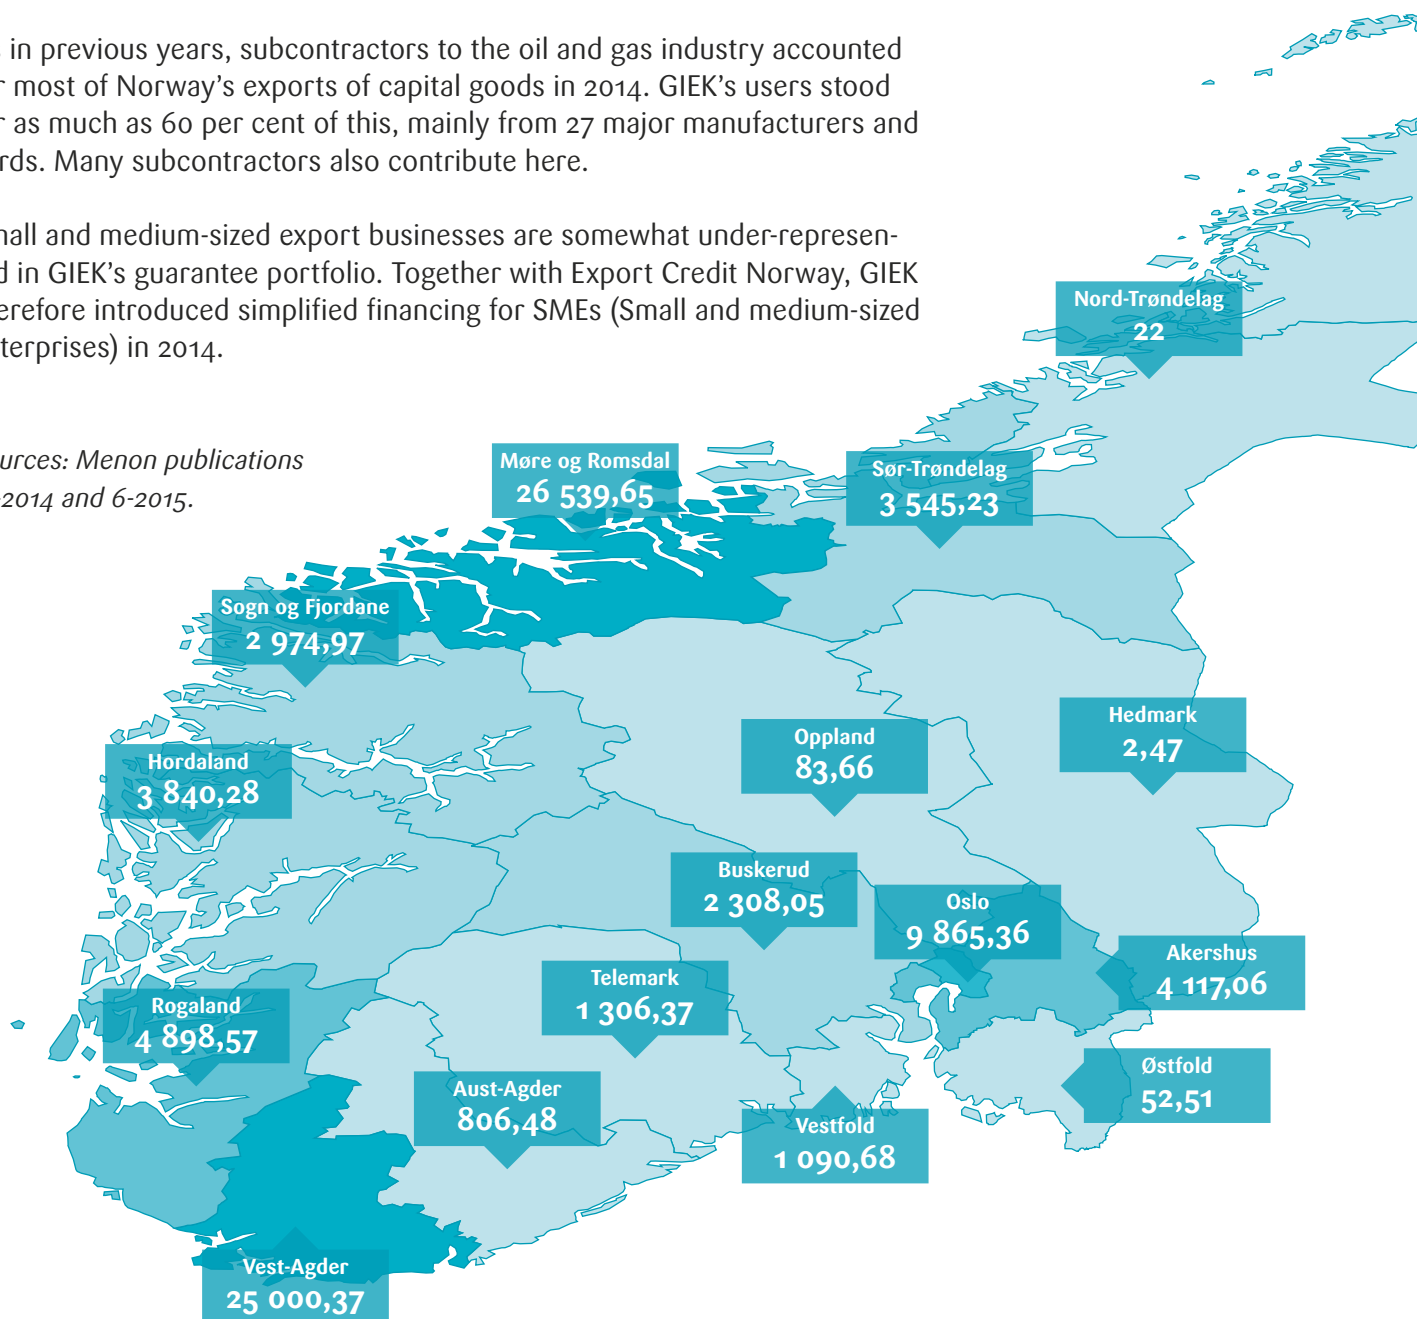 in previous years, subcontractors to the oil and gas industry accounted
most of Norway's exports of capital goods in 2014. GIEK's users stood
as much as 60 per cent of this, mainly from 27 major manufacturers and
rds. Many subcontractors also contribute here.
nall and medium-sized export businesses are somewhat under-represen-
d in GIEK's guarantee portfolio. Together with Export Credit Norway, GIEK
erefore introduced simplified financing for SMEs (Small and medium-sized
terprises) in 2014.
urces: Menon publications
-2014 and 6-2015.
Nord-Trøndelag
22
Møre og Romsdal
26 539,65
Sør-Trøndelag
3 545,23
Sogn og Fjordane
2 974,97
Hedmark
2,47
Oppland
83,66
Hordaland
3 840,28
Buskerud
2 308,05
Oslo
9 865,36
Akershus
4 117,06
Telemark
1 306,37
Rogaland
4 898,57
Østfold
52,51
Aust-Agder
806,48
Vestfold
1 090,68
Vest-Agder
25 000,37